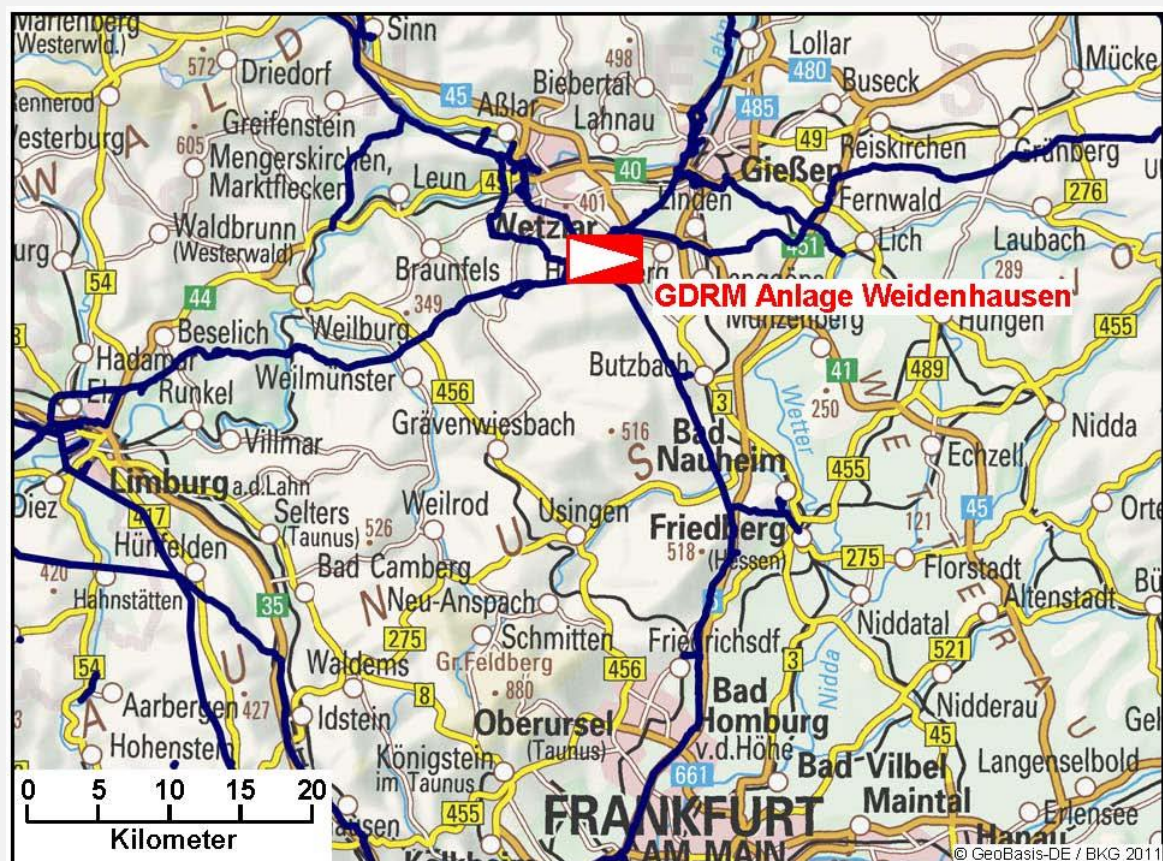 Marienberg
(Westerwld.)
Sinn
Lahn
Lollar
Mücke
572
Driedorf
498
480
Biebertal
Buseck
45
Aßlar
485
Rennerod
Greifenstein
Lahnau
49
Reiskirchen
Grünberg
Westerburg
605
Mengerskirchen,
Marktflecken
Leun
40
Gießen
401
Linden
Fernwald
276
Waldbrunn
(Westerwald)
Wetzlar
451
Lich
Laubach
54
Braunfels
289
44
349
GDRM Anlage Weidenhausen
Beselich
Weilburg
Münzenberg
Hungen
455
Hadamar
Runkel
Weilmünster
Butzbach
41
489
456
3
250
Wetter
Grävenwiesbach
516
Bad
Nauheim
Nidda
Villmar
Echzell
455
Limburg a.d.Lahn
Weilrod
Usingen
45
Diez
417
Selters
(Taunus)
526
Friedberg
(Hessen)
518
121
Hünfelden
275
Florstadt
Bad Camberg
420
Hahnstätten
35
Neu-Anspach
Altenstadt
275
Schmitten
Friedrichsdf.
Niddatal
54
Waldems
Gr.Feldberg
880
456
3
Nidda
521
8
Bad
Homburg
v.d.Höhe
Aarbergen
427
Idstein
Oberursel
(Taunus)
Nidderau
45
Hohenstein
Königstein
im Taunus
661
Bad-Vilbel
Langenselbold
Maintal
455
FRANKFURT
AM MAIN
Erlensee
Hanau
0 5 10 15 20
Kilometer
© GeoBasis-DE / BKG 2011